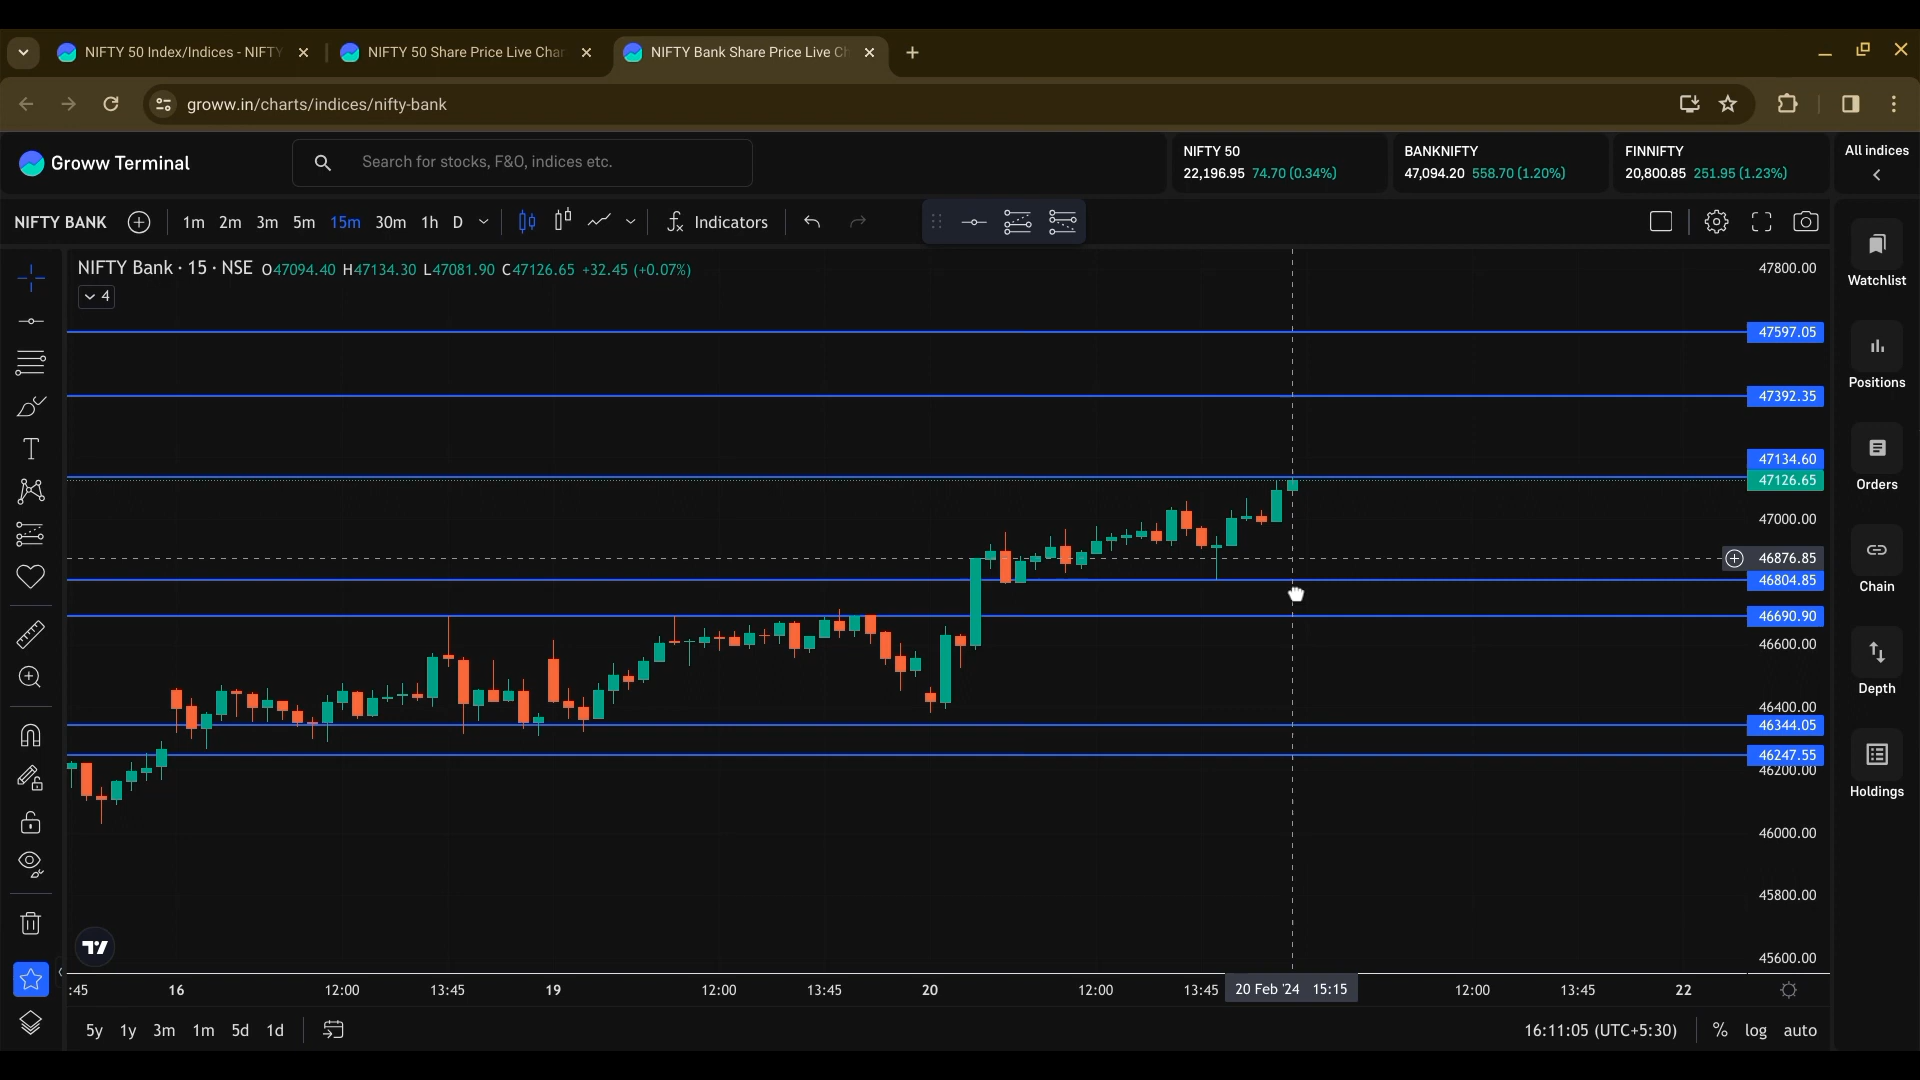 NIFTY 50 Index/Indices - NIFTY
NIFTY 50 Share Price Live Char
NIFTY Bank Share Price Live Ch
groww.in/charts/indices/nifty-bank
Groww Terminal
Search for stocks, F&O, indices etc.
NIFTY 50
22,196.95 74.70 (0.34%)
BANKNIFTY
47,094.20 558.70 (1.20%)
FINNIFTY
20,800.85 251.95 (1.23%)
All indices
NIFTY BANK
1m 2m 3m 5m 15m 30m 1h D
Indicators
NIFTY Bank · 15 · NSE O47094.40 H47134.30 L47081.90 C47126.65 +32.45 (+0.07%)
4
47800.00
47597.05
47392.35
47134.60
47126.65
47000.00
46876.85
46804.85
46690.90
46600.00
46400.00
46344.05
46247.55
46200.00
46000.00
45800.00
45600.00
Watchlist
Positions
Orders
Chain
Depth
Holdings
:45 16 12:00 13:45 19 12:00 13:45 20 12:00 13:45 20 Feb '24 15:15 12:00 13:45 22
5y 1y 3m 1m 5d 1d
16:11:05 (UTC+5:30) % log auto